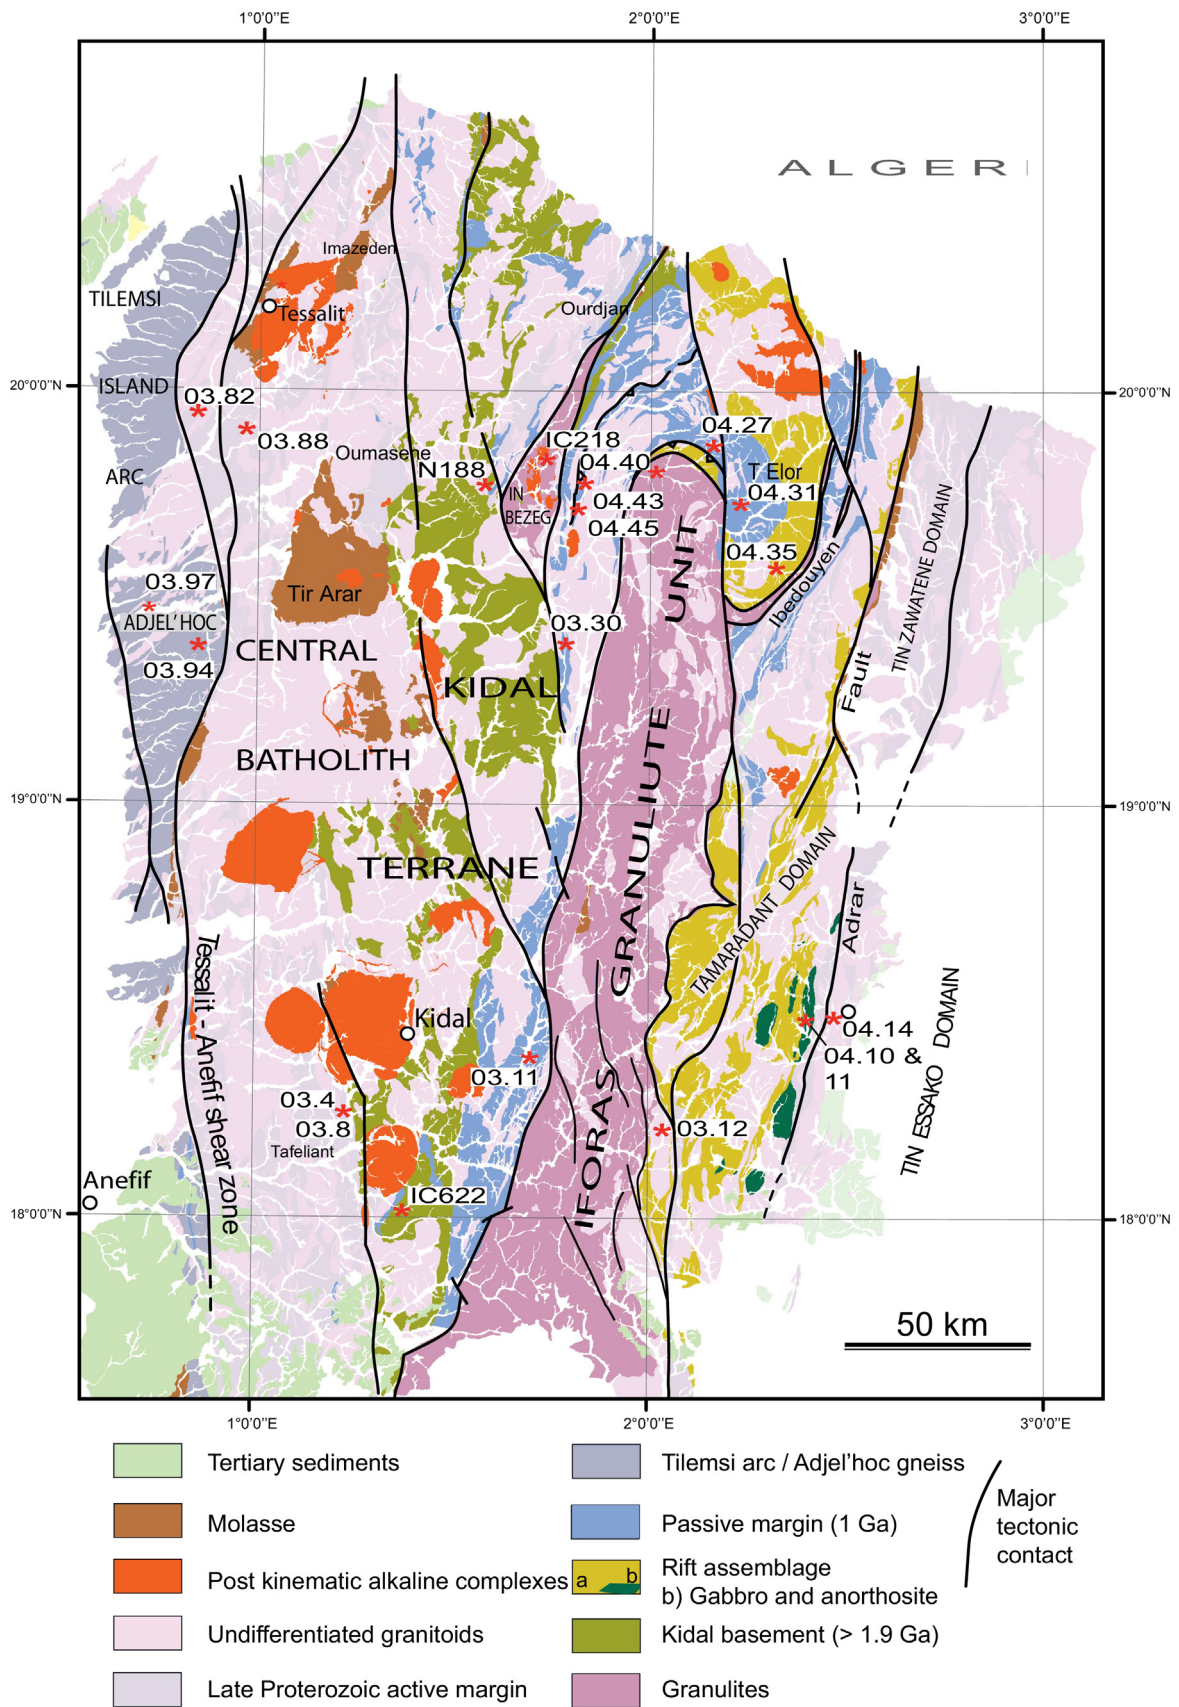 1°0'0"E
2°0'0"E
3°0'0"E
ALGERI
Imazeden
TILEMSI
Tessalit
Ourdjan
20°0'0"N
ISLAND
20°0'0"N
03.82
03.88
04.27
IC218
Oumasene
04.40
ARC
N188
T Elor
04.31
IN
BEZEG
04.43
04.45
04.35
03.97
Tir Arar
ADJEL'HOC
03.94
CENTRAL
03.30
Ibedouyen
TIN ZAWATENE DOMAIN
KIDAL
UNIT
Fault
BATHOLITH
19°0'0"N
19°0'0"N
TERRANE
GRANULIUTE
TAMARADANT DOMAIN
Adrar
Tessalit - Anefif shear zone
Kidal
04.14
04.10 &
11
TIN ESSAKO DOMAIN
03.11
03.4
03.8
03.12
Tafeliant
IFORAS
Anefif
IC622
18°0'0"N
18°0'0"N
50 km
1°0'0"E
2°0'0"E
3°0'0"E
Tertiary sediments
Molasse
Post kinematic alkaline complexes
Undifferentiated granitoids
Late Proterozoic active margin
Tilemsi arc / Adjel'hoc gneiss
Passive margin (1 Ga)
a b
Rift assemblage
b) Gabbro and anorthosite
Kidal basement (> 1.9 Ga)
Granulites
Major
tectonic
contact